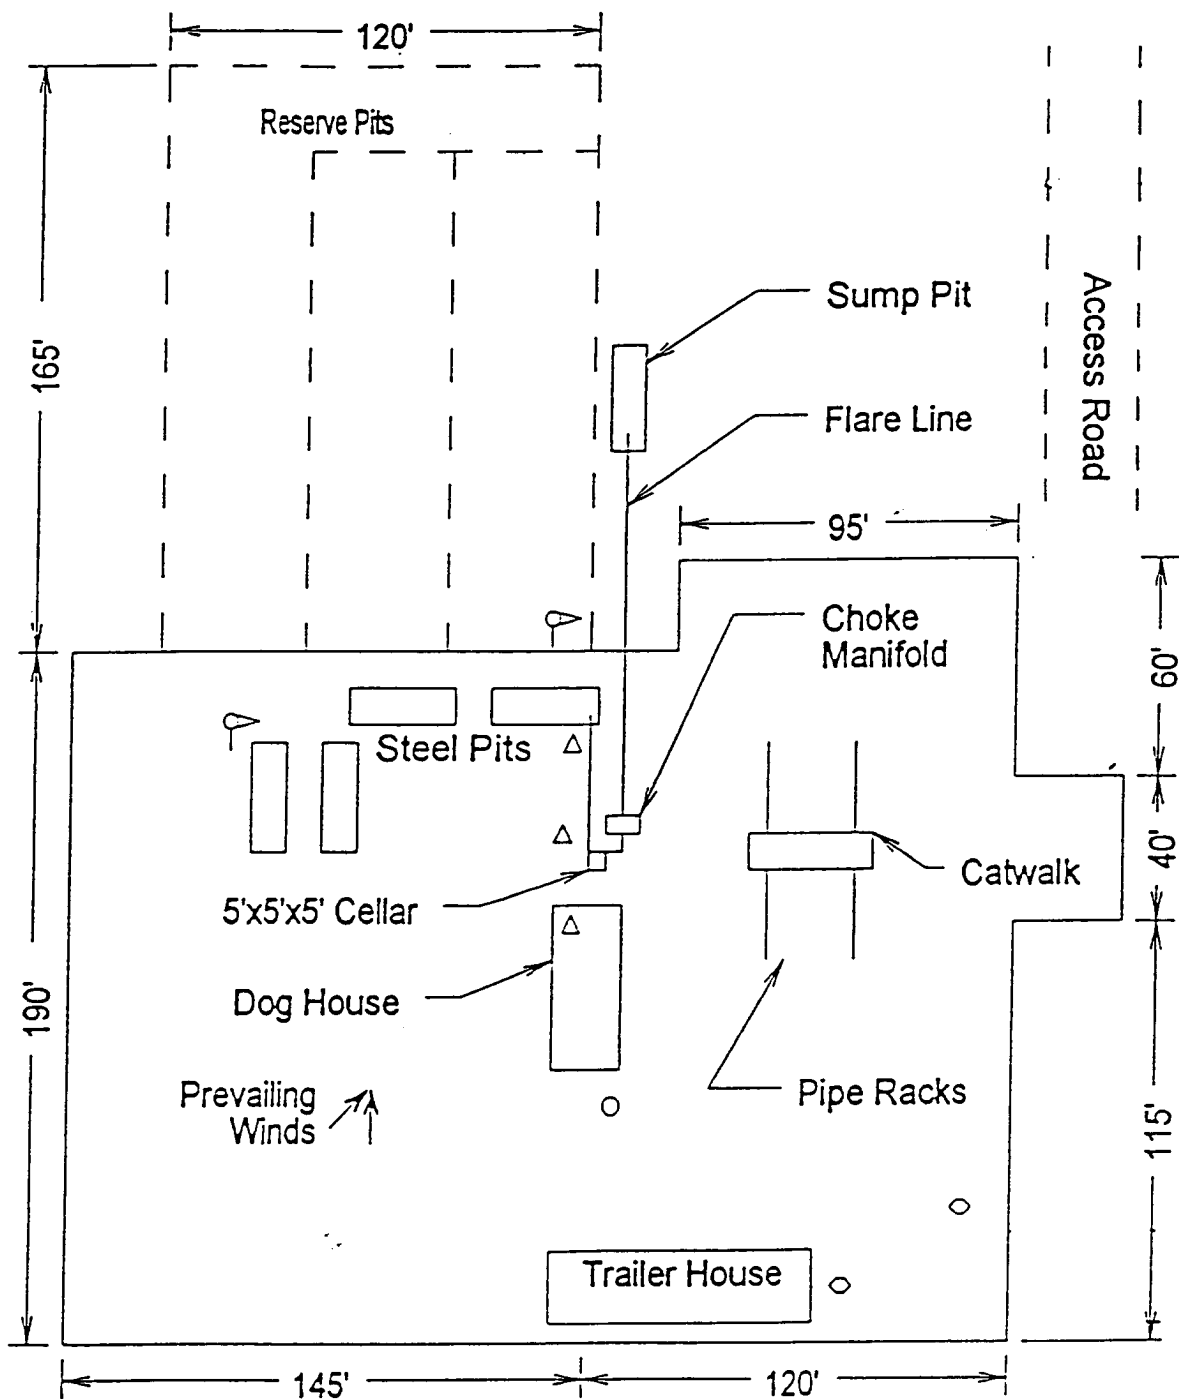 120'
Reserve Pits
Sump Pit
Access Road
165'
Flare Line
95'
Choke
Manifold
60'
Steel Pits
40'
Catwalk
5'x5'x5' Cellar
190'
Dog House
Prevailing
Winds
Pipe Racks
115'
Trailer House
145'
120'